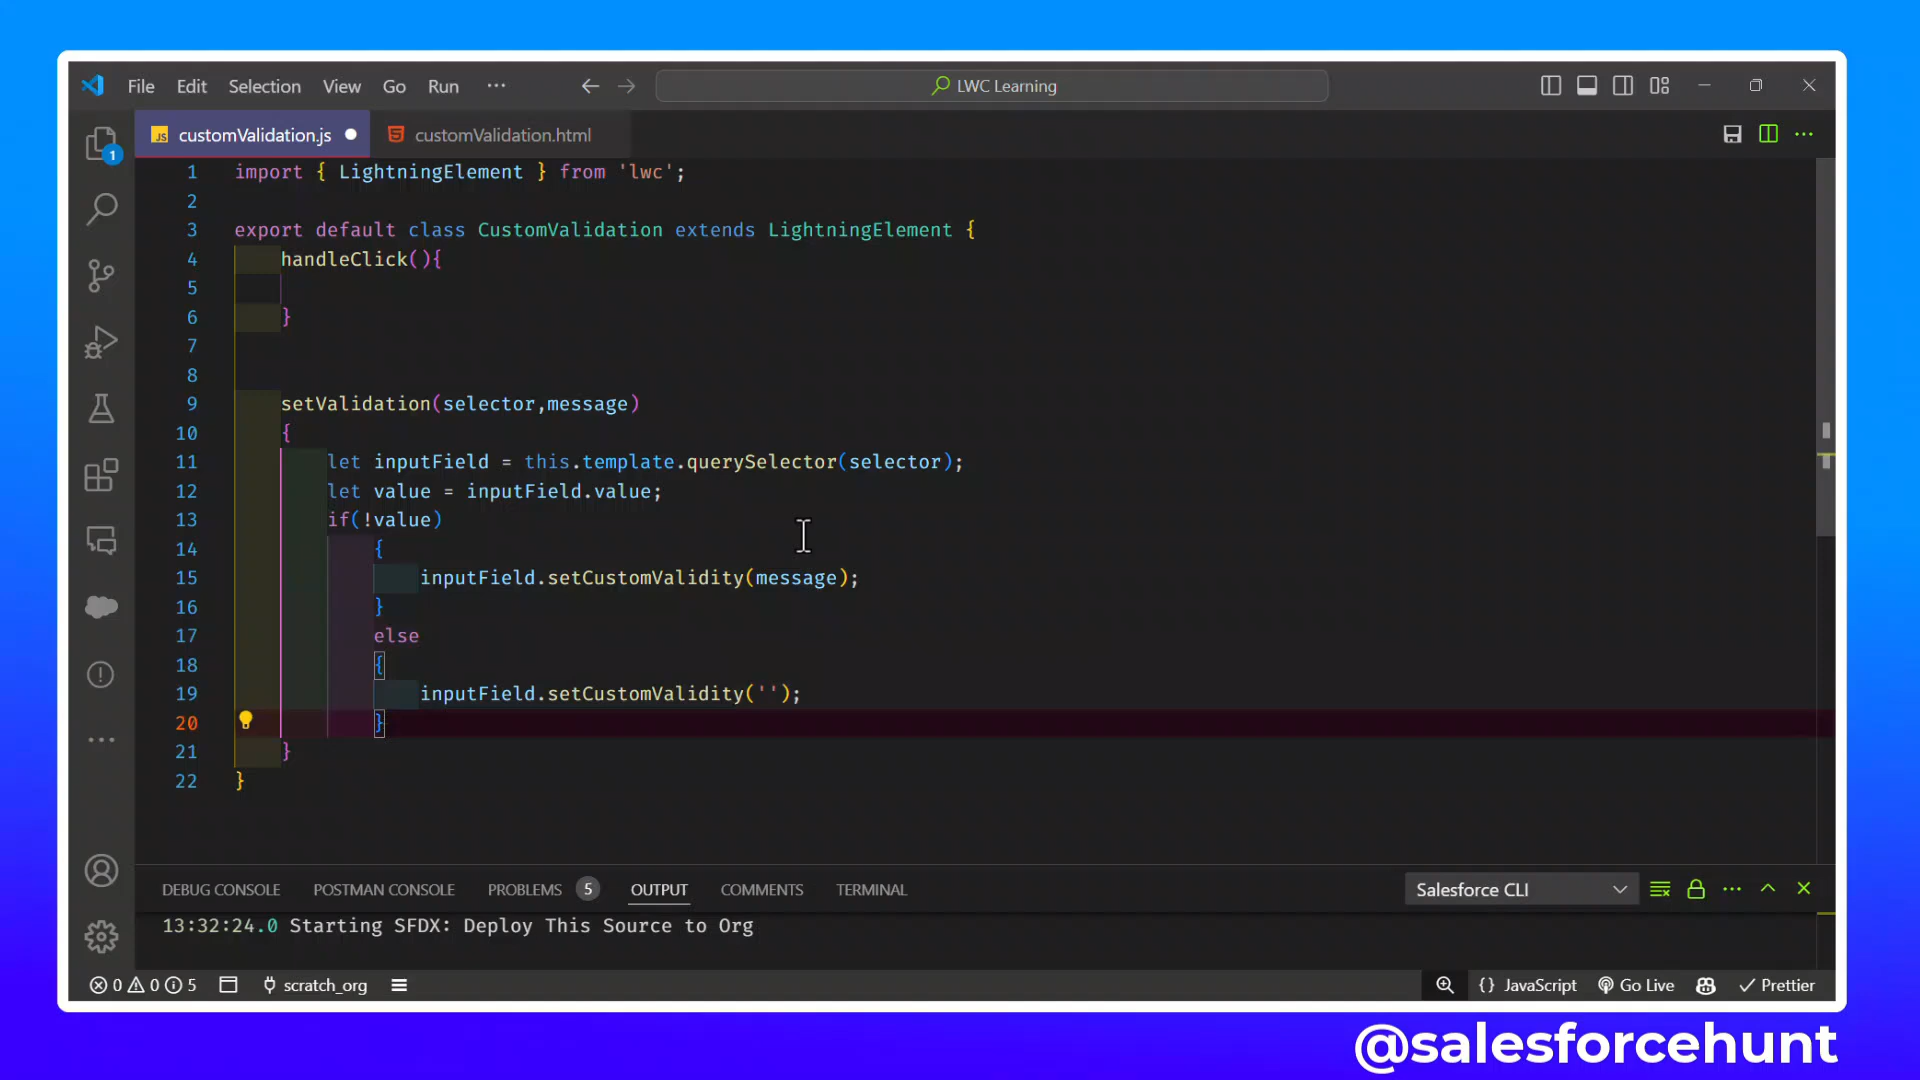 File Edit Selection View Go Run ··· LWC Learning
JS customValidation.js customValidation.html
1 import { LightningElement } from 'lwc';
2
3 export default class CustomValidation extends LightningElement {
4 handleClick(){
5
6 }
7
8
9 setValidation(selector,message)
10 {
11 let inputField = this.template.querySelector(selector);
12 let value = inputField.value;
13 if(!value)
14 {
15 inputField.setCustomValidity(message);
16 }
17 else
18 {
19 inputField.setCustomValidity('');
20 }
21 }
22 }
1
DEBUG CONSOLE POSTMAN CONSOLE PROBLEMS 5 OUTPUT COMMENTS TERMINAL Salesforce CLI
13:32:24.0 Starting SFDX: Deploy This Source to Org
0 0 5 scratch_org {} JavaScript Go Live Prettier
@salesforcehunt